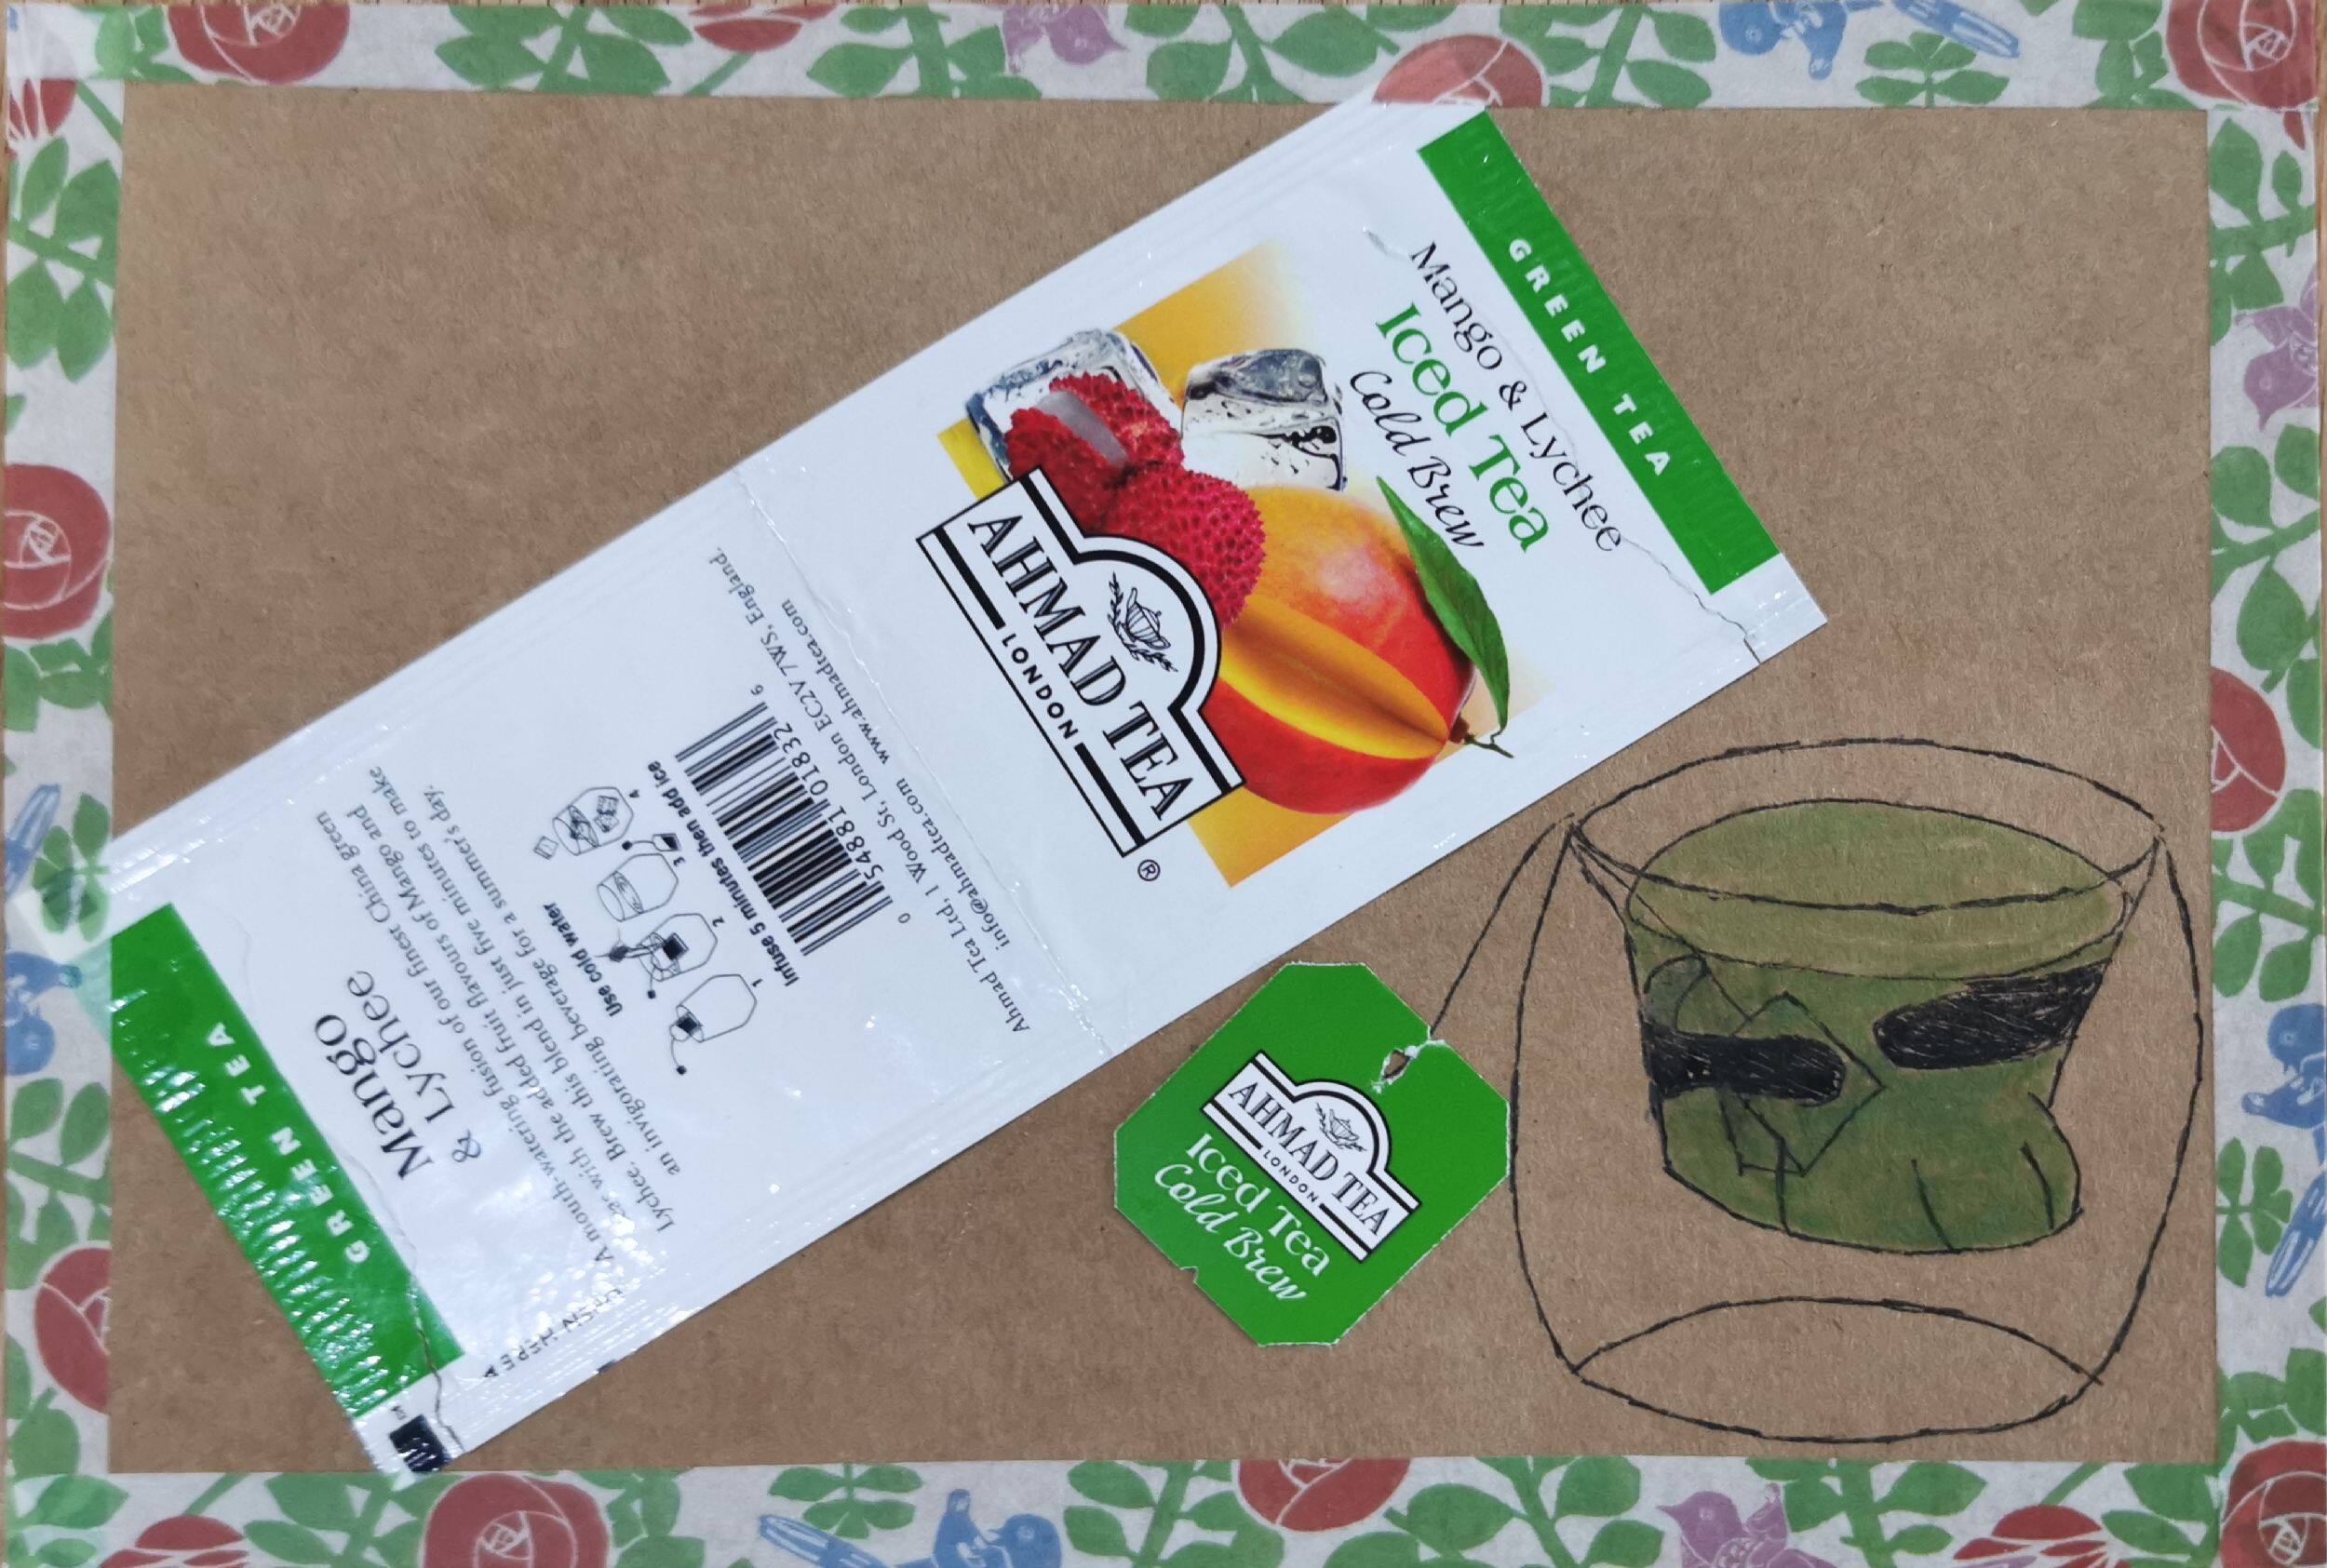 GREEN TEA
Mango & Lychee
Iced Tea
Cold Brew
AHMAD TEA
LONDON
®
Ahmad Tea Ltd, 1 Wood St, London EC2V 7WS, England.
info@ahmadtea.com www.ahmadtea.com
0 54881 01832 6
Use cold water
Infuse 5 minutes then add ice
1 2 3 4
Mango
& Lychee
A mouth-watering fusion of our finest China green
tea with the added fruit flavours of Mango and
Lychee. Brew this blend in just five minutes to make
an invigorating beverage for a summer's day.
GREEN TEA
AHMAD TEA
LONDON
Iced Tea
Cold Brew